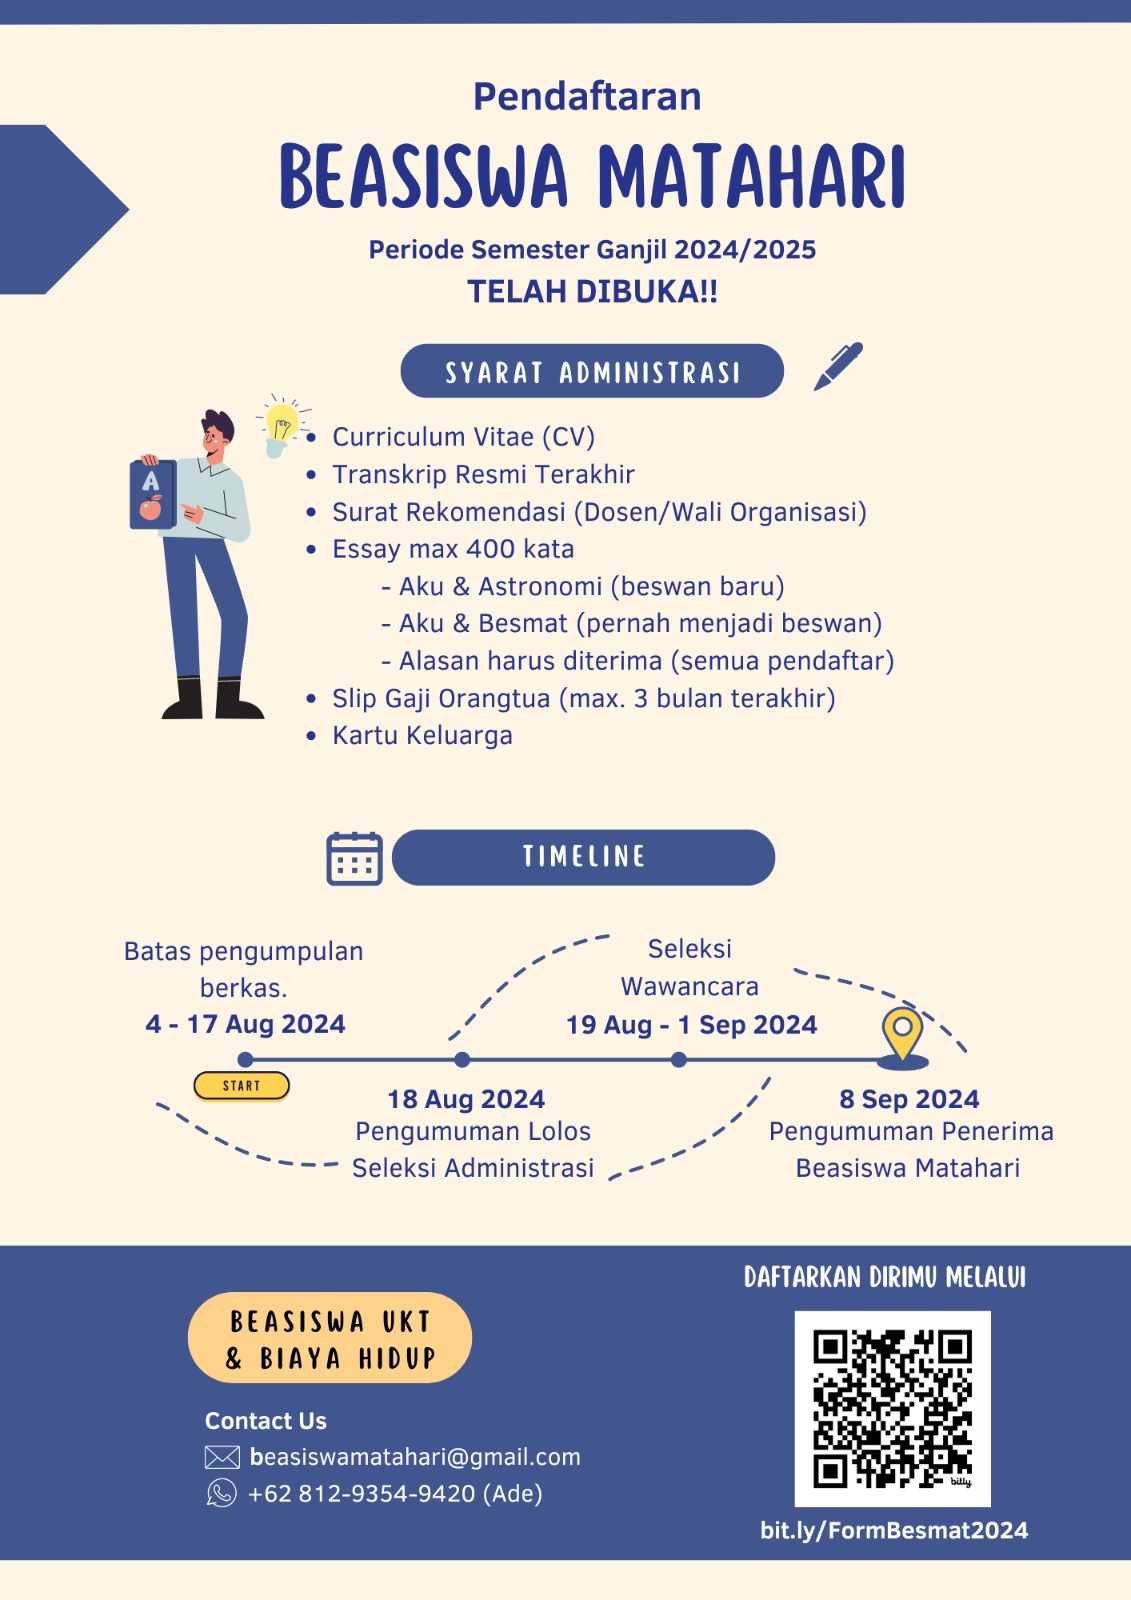 Pendaftaran
BEASISWA MATAHARI
Periode Semester Ganjil 2024/2025
TELAH DIBUKA!!
SYARAT ADMINISTRASI
A
• Curriculum Vitae (CV)
• Transkrip Resmi Terakhir
• Surat Rekomendasi (Dosen/Wali Organisasi)
• Essay max 400 kata
- Aku & Astronomi (beswan baru)
- Aku & Besmat (pernah menjadi beswan)
- Alasan harus diterima (semua pendaftar)
• Slip Gaji Orangtua (max. 3 bulan terakhir)
• Kartu Keluarga
TIMELINE
Batas pengumpulan
berkas.
4 - 17 Aug 2024
START
18 Aug 2024
Pengumuman Lolos
Seleksi Administrasi
Seleksi
Wawancara
19 Aug - 1 Sep 2024
8 Sep 2024
Pengumuman Penerima
Beasiswa Matahari
BEASISWA UKT
& BIAYA HIDUP
Contact Us
beasiswamatahari@gmail.com
+62 812-9354-9420 (Ade)
DAFTARKAN DIRIMU MELALUI
bitly
bit.ly/FormBesmat2024